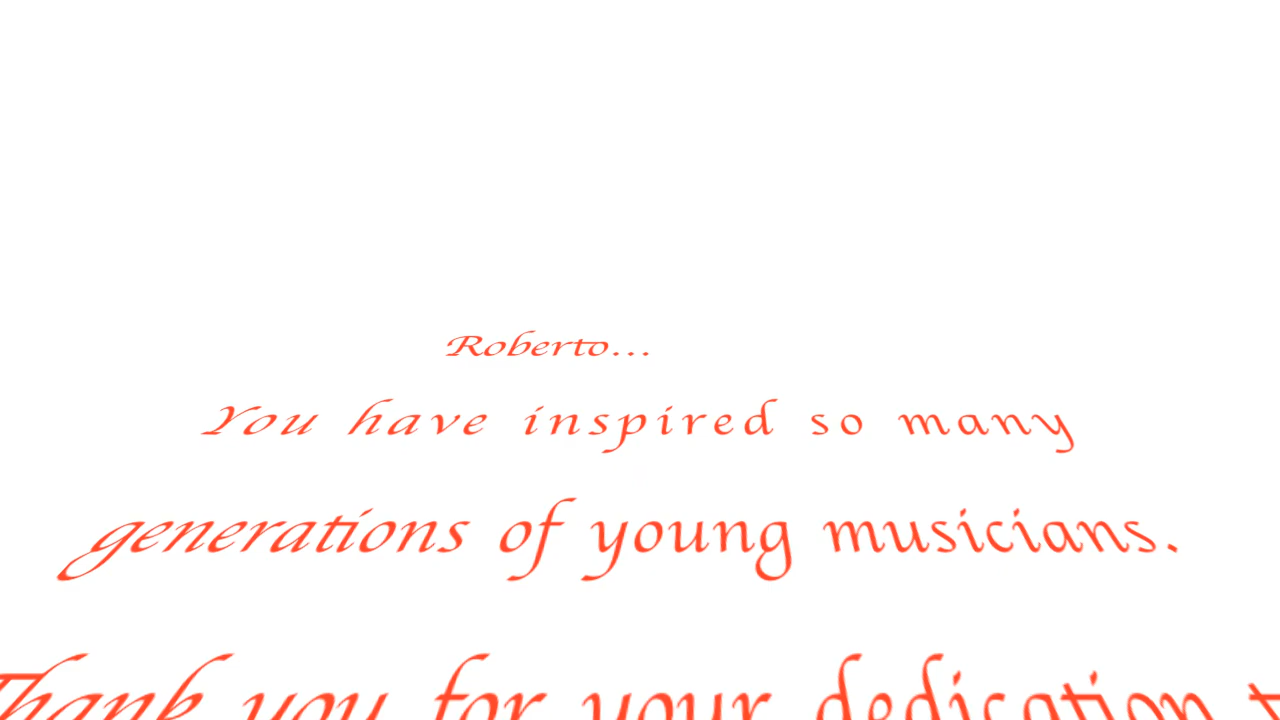 Roberto...
You have inspired so many
generations of young musicians.
Thank you for your dedication